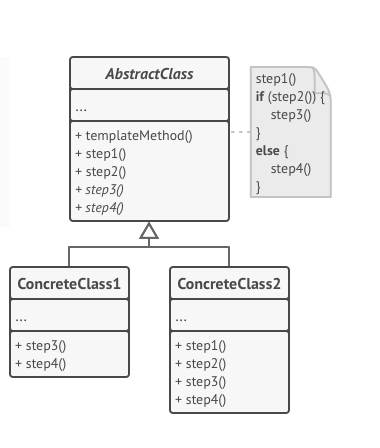 AbstractClass
...
+ templateMethod()
+ step1()
+ step2()
+ step3()
+ step4()
step1()
if (step2()) {
step3()
}
else {
step4()
}
ConcreteClass1
...
+ step3()
+ step4()
ConcreteClass2
...
+ step1()
+ step2()
+ step3()
+ step4()